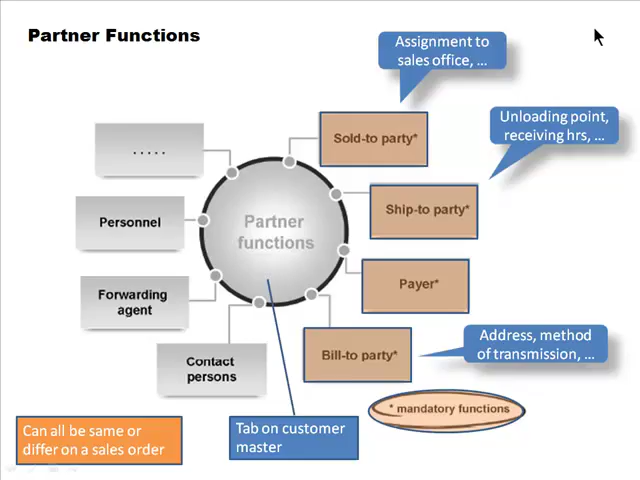 Partner Functions
Assignment to
sales office, ...
Unloading point,
receiving hrs, ...
.....
Sold-to party*
Personnel
Partner
functions
Ship-to party*
Forwarding
agent
Payer*
Contact
persons
Bill-to party*
Address, method
of transmission, ...
* mandatory functions
Can all be same or
differ on a sales order
Tab on customer
master